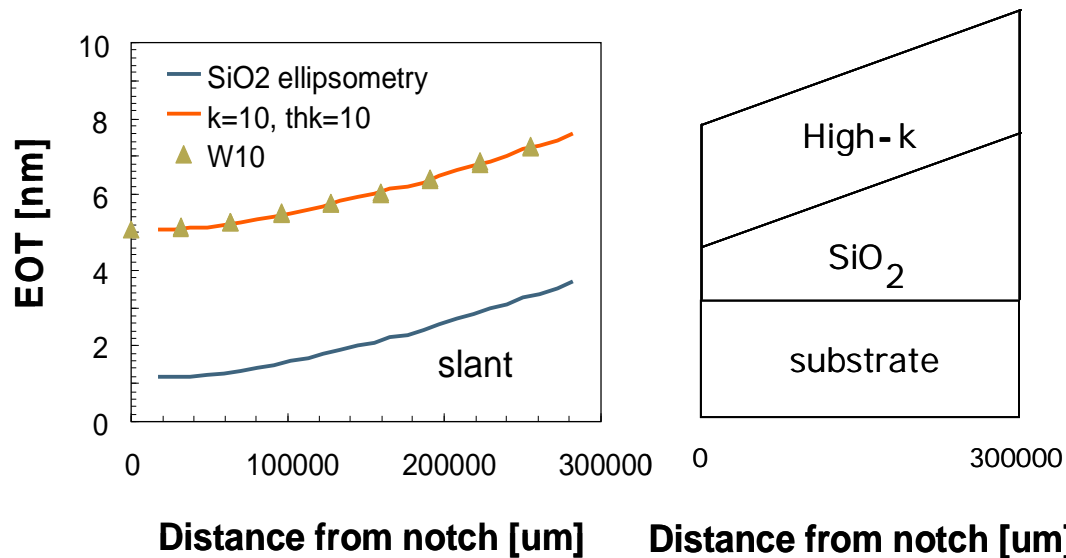 10
8
6
4
2
0
EOT [nm]
SiO2 ellipsometry
k=10, thk=10
W10
slant
0 100000 200000 300000
Distance from notch [um]
High-k
SiO2
substrate
0 300000
Distance from notch [um]